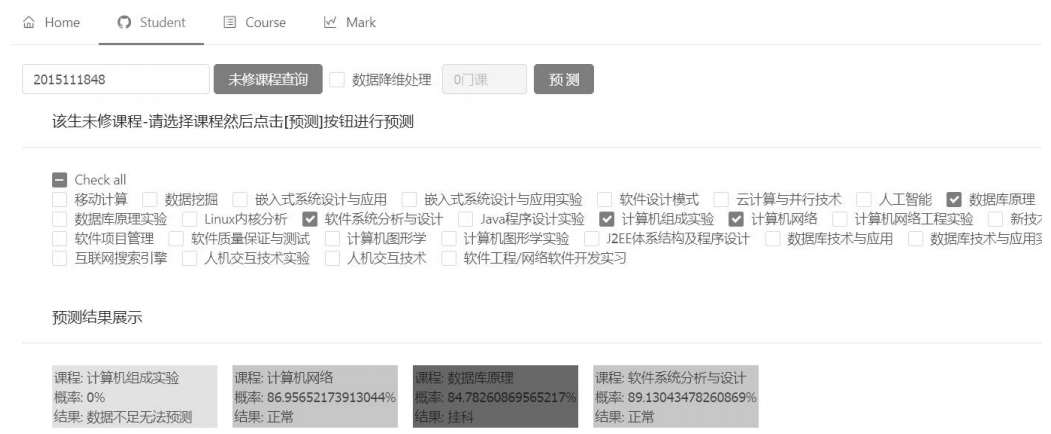 Home Student Course Mark
2015111848 未修课程查询 数据降维处理 0门课 预 测
该生未修课程-请选择课程然后点击[预测]按钮进行预测
Check all
移动计算 数据挖掘 嵌入式系统设计与应用 嵌入式系统设计与应用实验 软件设计模式 云计算与并行技术 人工智能 数据库原理
数据库原理实验 Linux内核分析 软件系统分析与设计 Java程序设计实验 计算机组成实验 计算机网络 计算机网络工程实验 新技
软件项目管理 软件质量保证与测试 计算机图形学 计算机图形学实验 J2EE体系结构及程序设计 数据库技术与应用 数据库技术与应用实
互联网搜索引擎 人机交互技术实验 人机交互技术 软件工程/网络软件开发实习
预测结果展示
课程: 计算机组成实验
概率: 0%
结果: 数据不足无法预测
课程: 计算机网络
概率: 86.95652173913044%
结果: 正常
课程: 数据库原理
概率: 84.78260869565217%
结果: 挂科
课程: 软件系统分析与设计
概率: 89.13043478260869%
结果: 正常